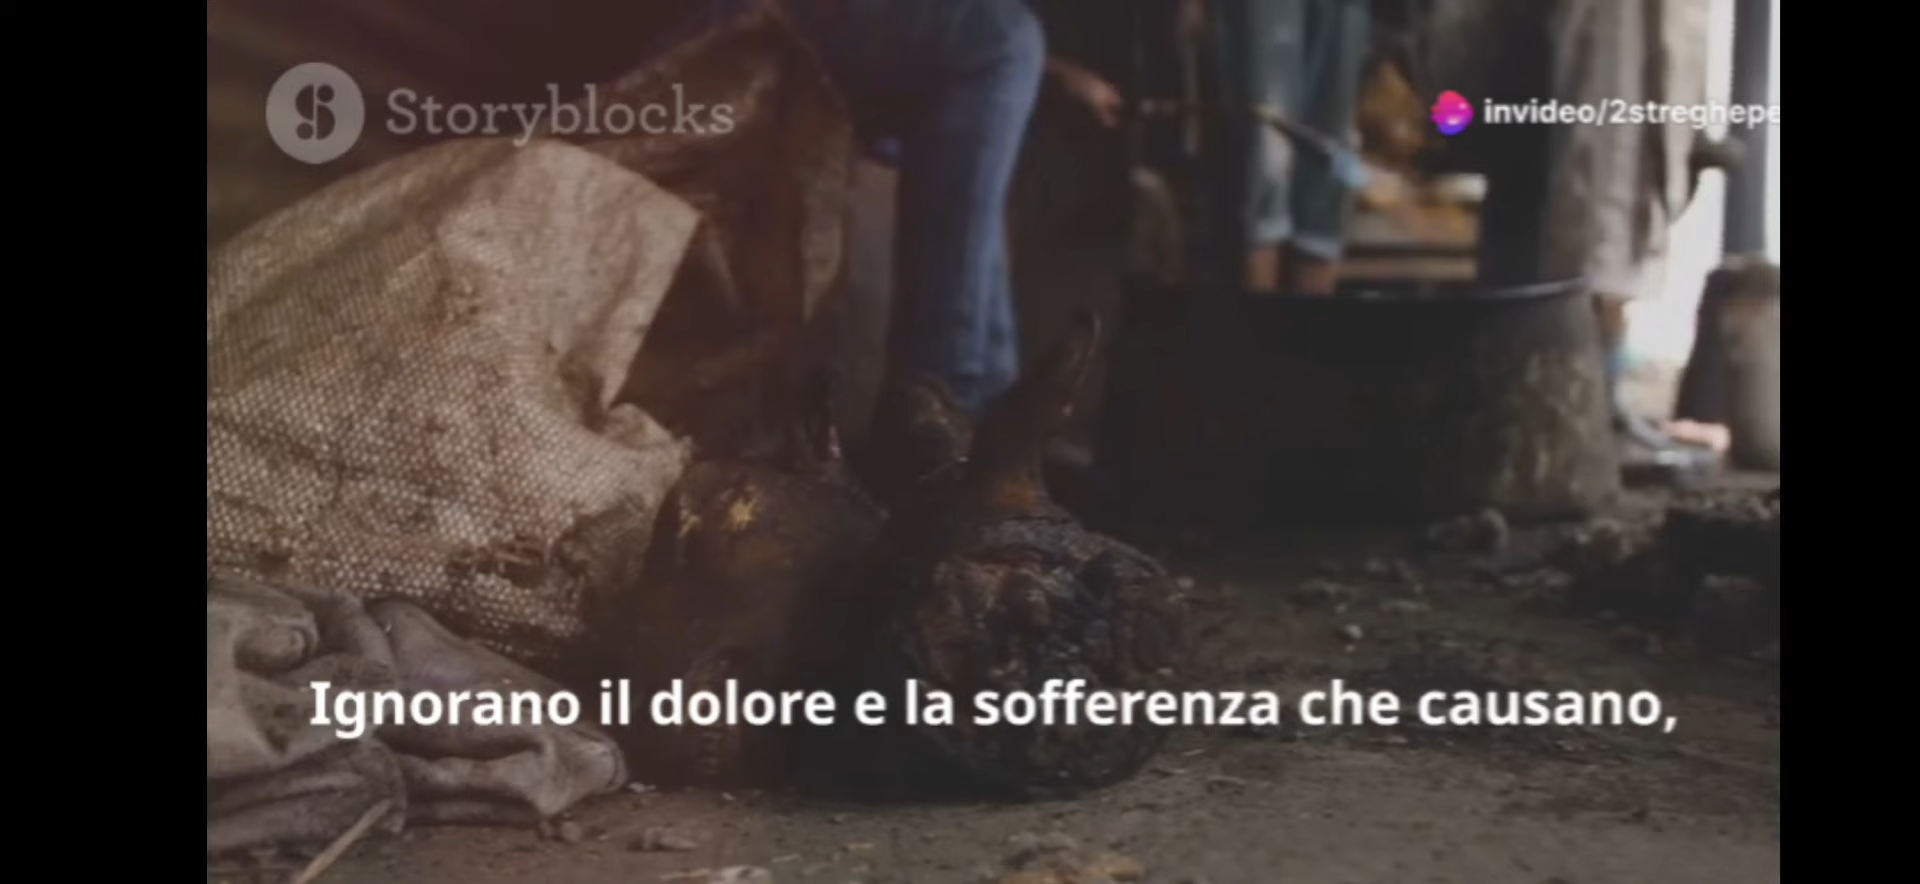 Storyblocks
invideo/2streghepe
Ignorano il dolore e la sofferenza che causano,